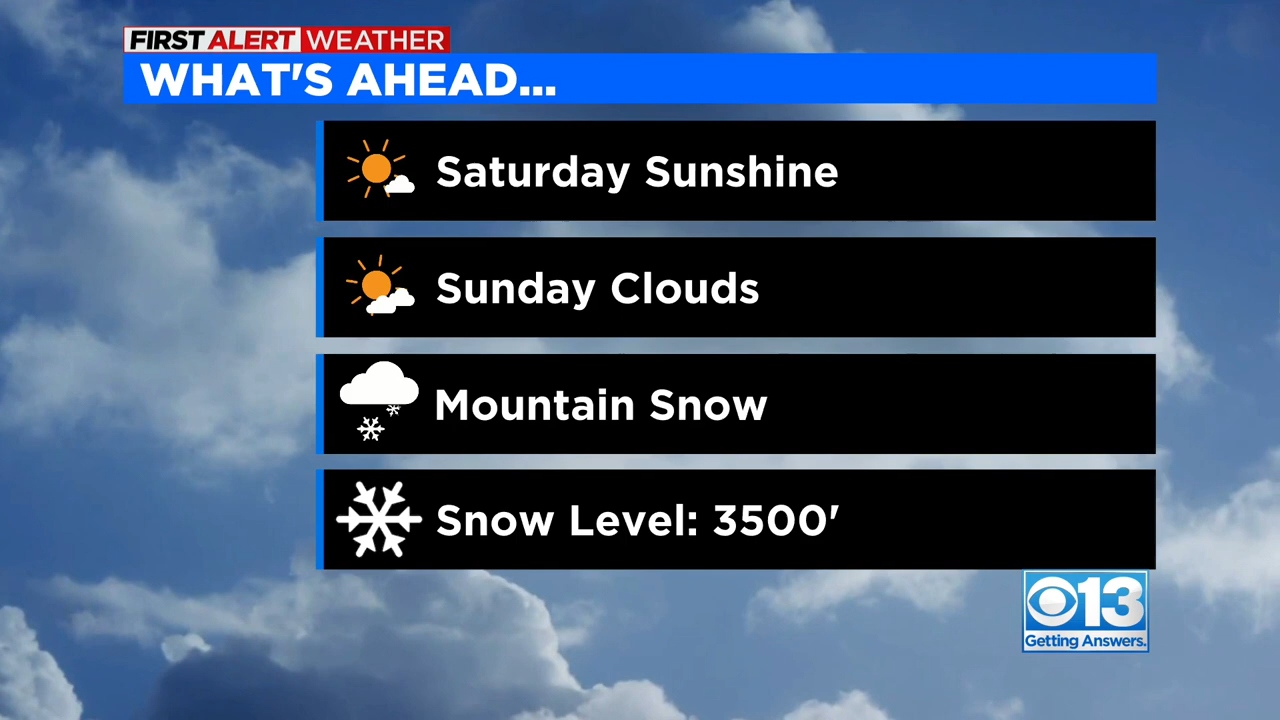 FIRST ALERT WEATHER
WHAT'S AHEAD...
Saturday Sunshine
Sunday Clouds
Mountain Snow
Snow Level: 3500'
13
Getting Answers.